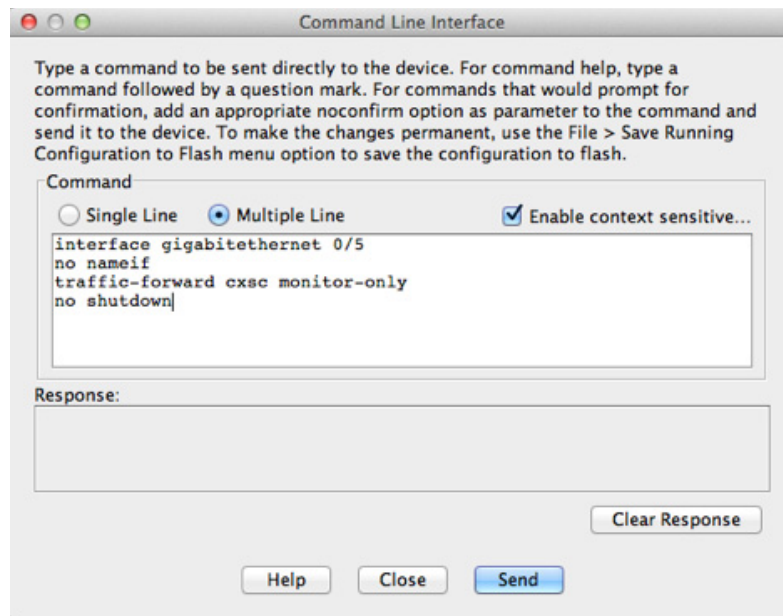 Command Line Interface
Type a command to be sent directly to the device. For command help, type a
command followed by a question mark. For commands that would prompt for
confirmation, add an appropriate noconfirm option as parameter to the command and
send it to the device. To make the changes permanent, use the File > Save Running
Configuration to Flash menu option to save the configuration to flash.
Command
Single Line Multiple Line Enable context sensitive...
interface gigabitethernet 0/5
no nameif
traffic-forward cxsc monitor-only
no shutdown
Response:
Clear Response
Help Close Send